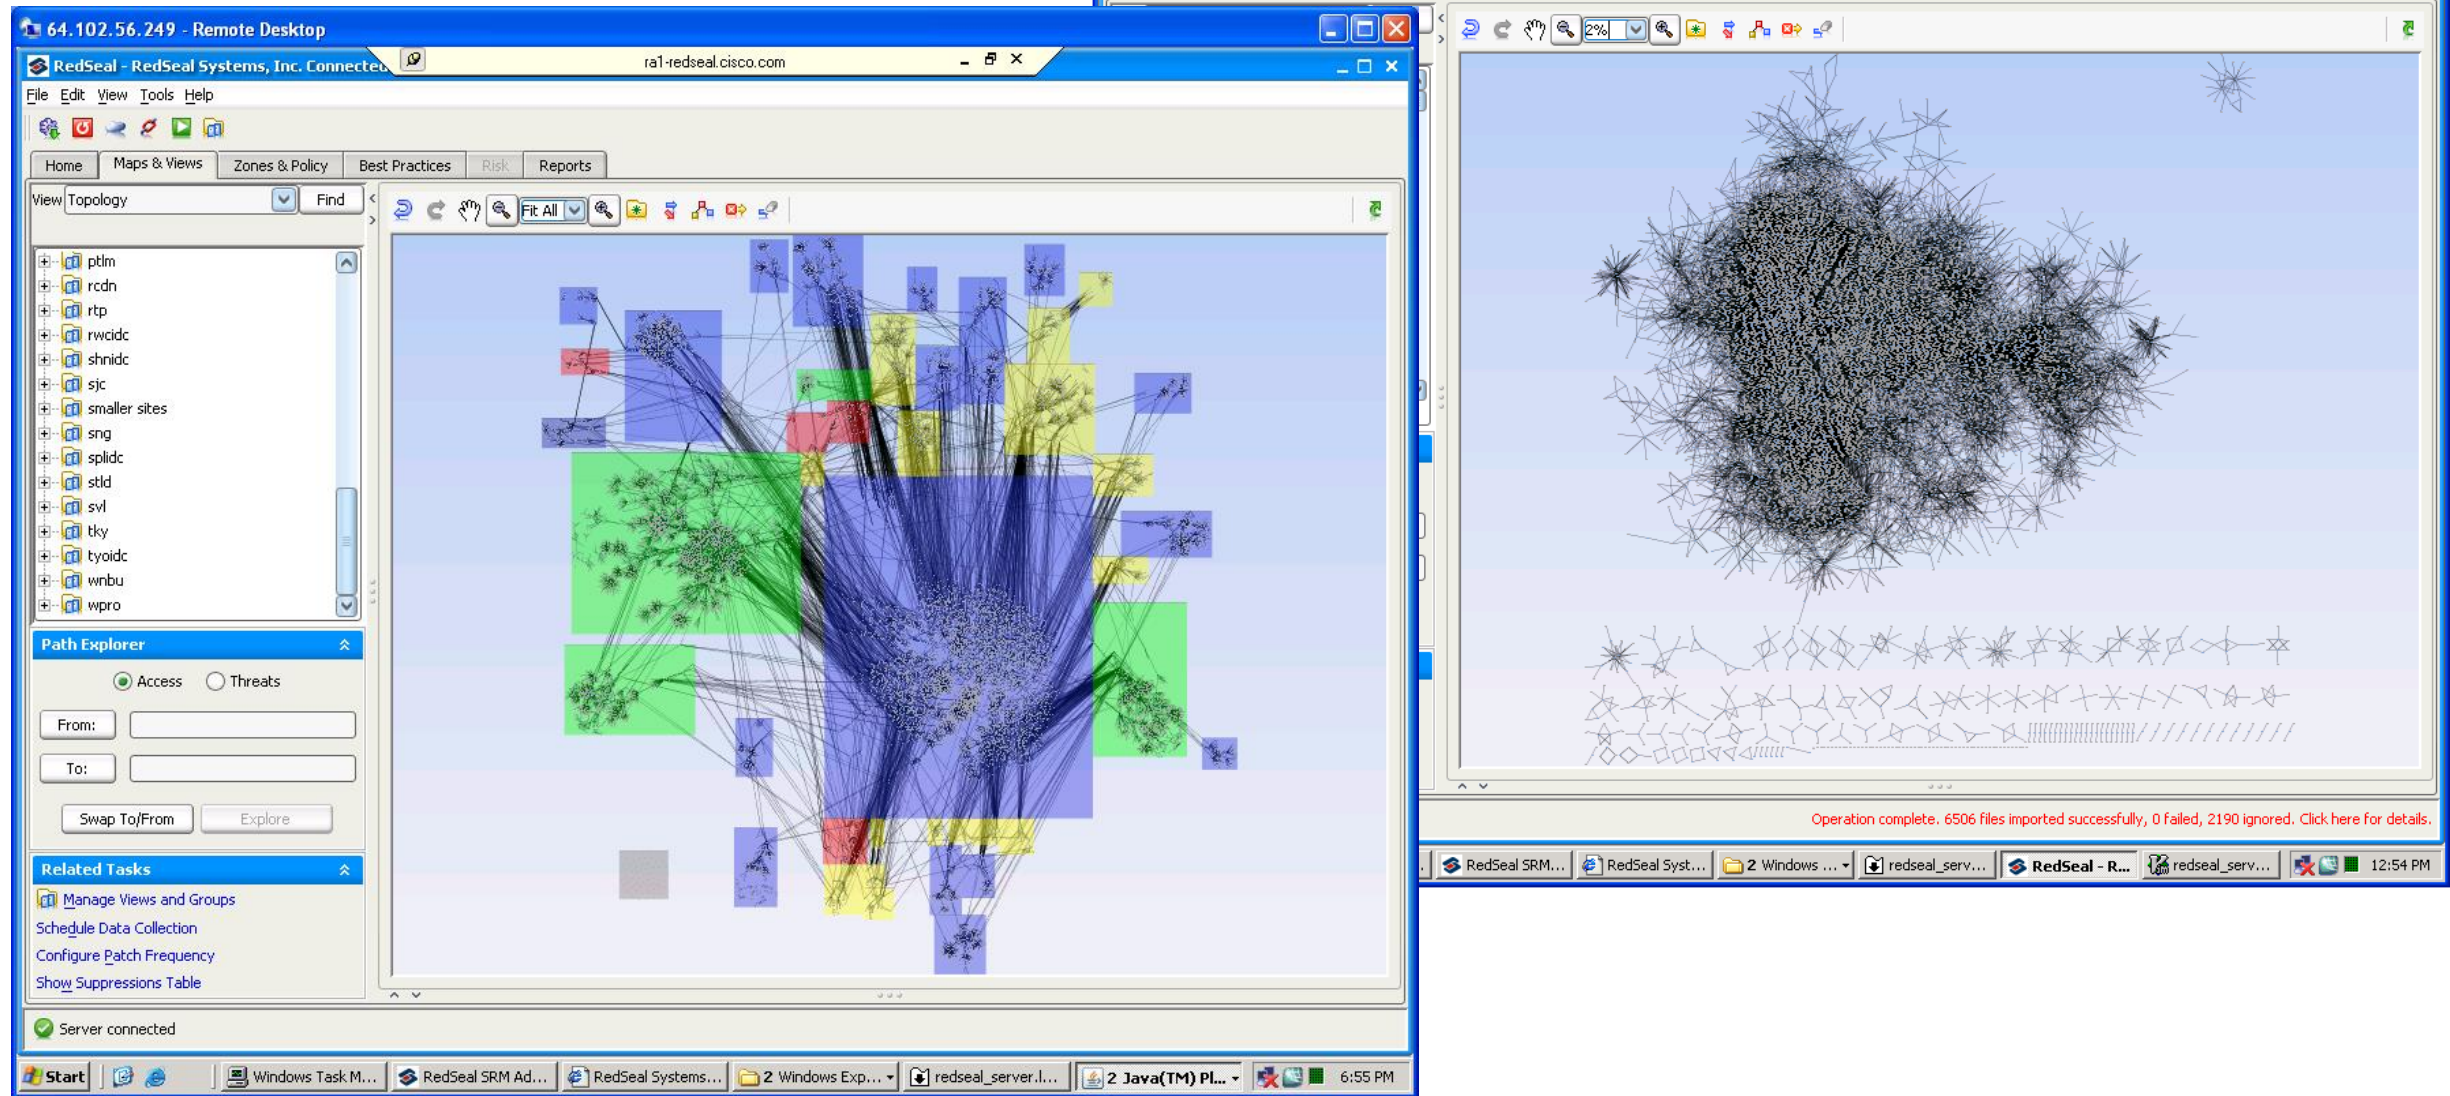 64.102.56.249 - Remote Desktop
RedSeal - RedSeal Systems, Inc. Connected
ra1-redseal.cisco.com
File Edit View Tools Help
Home Maps & Views Zones & Policy Best Practices Risk Reports
View Topology Find
Fit All
ptlm
rcdn
rtp
rwcidc
shnidc
sjc
smaller sites
sng
splidc
stld
svl
tky
tyoidc
wnbu
wpro
Path Explorer
Access Threats
From:
To:
Swap To/From Explore
Related Tasks
Manage Views and Groups
Schedule Data Collection
Configure Patch Frequency
Show Suppressions Table
Server connected
Start Windows Task M... RedSeal SRM Ad... RedSeal Systems... 2 Windows Exp... redseal_server.l... 2 Java(TM) Pl... 6:55 PM
2%
Operation complete. 6506 files imported successfully, 0 failed, 2190 ignored. Click here for details.
RedSeal SRM... RedSeal Syst... 2 Windows ... redseal_serv... RedSeal - R... redseal_serv... 12:54 PM